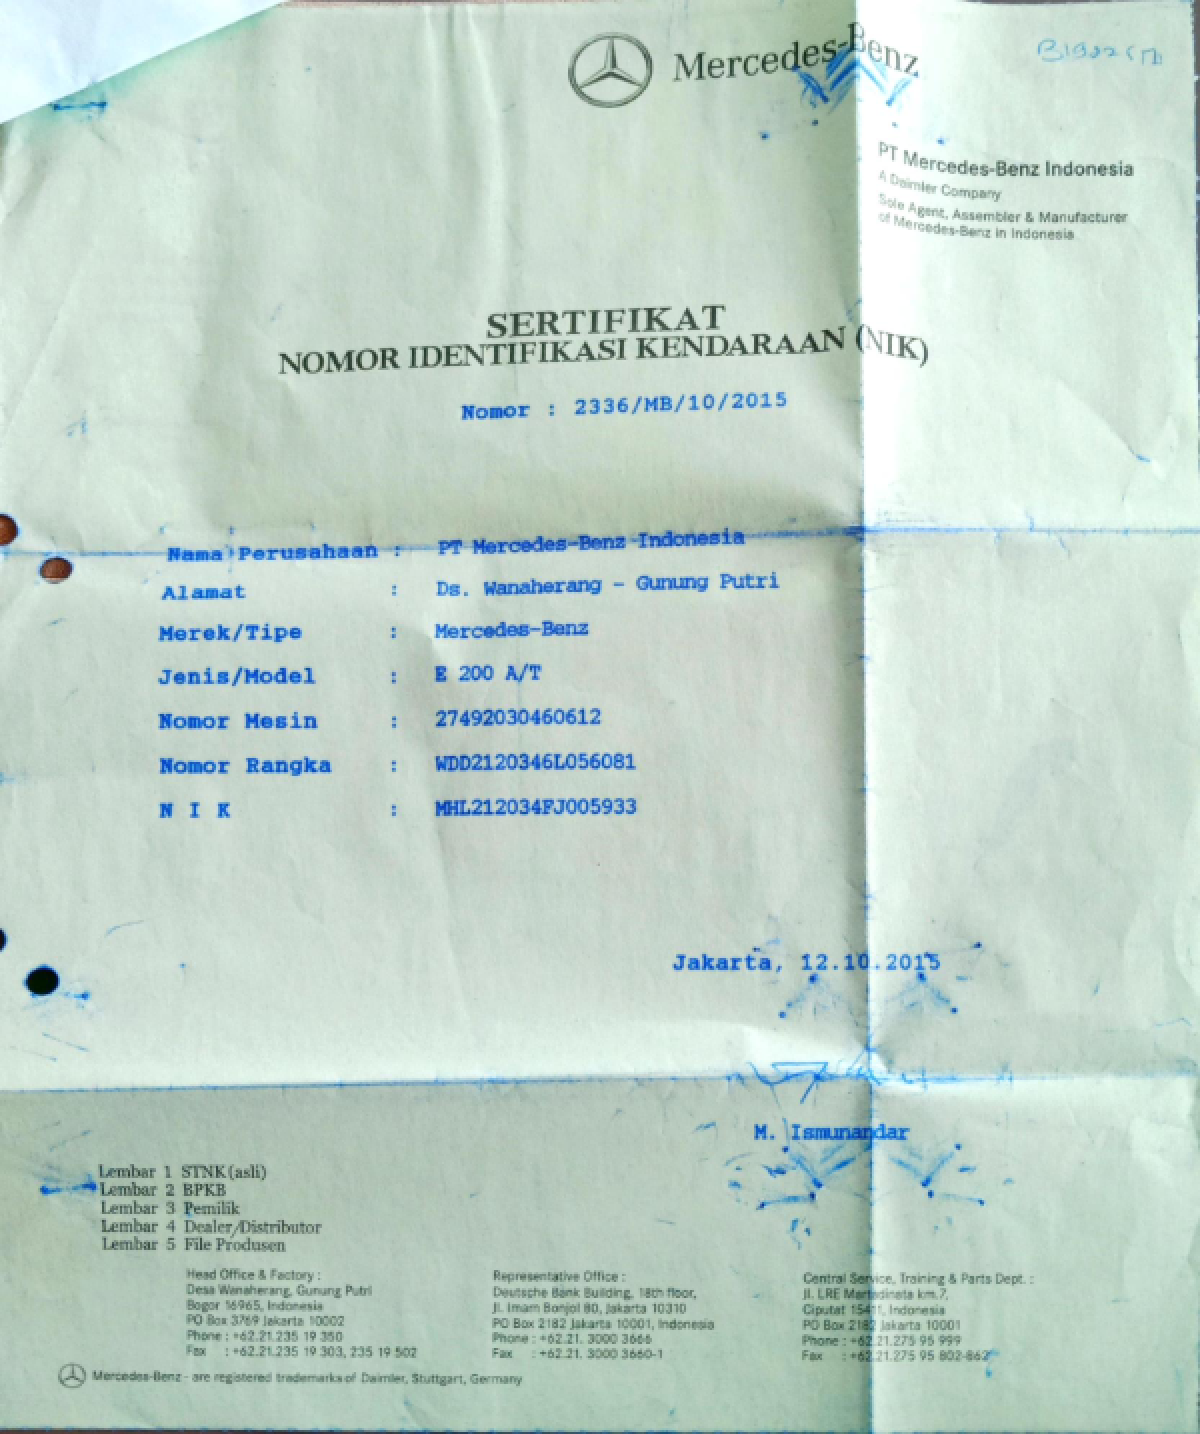 Mercedes-Benz
PT Mercedes-Benz Indonesia
A Daimler Company
Sole Agent, Assembler & Manufacturer
of Mercedes-Benz in Indonesia
SERTIFIKAT
NOMOR IDENTIFIKASI KENDARAAN (NIK)
Nomor : 2336/MB/10/2015
Nama Perusahaan : PT Mercedes-Benz Indonesia
Alamat : Ds. Wanaherang - Gunung Putri
Merek/Tipe : Mercedes-Benz
Jenis/Model : E 200 A/T
Nomor Mesin : 27492030460612
Nomor Rangka : WDD2120346L056081
N I K : MHL212034FJ005933
Jakarta, 12.10.2015
M. Ismunandar
Lembar 1 STNK (asli)
Lembar 2 BPKB
Lembar 3 Pemilik
Lembar 4 Dealer/Distributor
Lembar 5 File Produsen
Head Office & Factory :
Desa Wanaherang, Gunung Putri
Bogor 16965, Indonesia
PO Box 3769 Jakarta 10002
Phone : +62.21.235 19 350
Fax : +62.21.235 19 303, 235 19 502
Representative Office :
Deutsche Bank Building, 18th floor,
Jl. Imam Bonjol 80, Jakarta 10310
PO Box 2182 Jakarta 10001, Indonesia
Phone : +62.21. 3000 3666
Fax : +62.21. 3000 3660-1
Central Service, Training & Parts Dept. :
Jl. LRE Martadinata km.7,
Ciputat 15411, Indonesia
PO Box 2182 Jakarta 10001
Phone : +62.21.275 95 999
Fax : +62.21.275 95 802-862
Mercedes-Benz - are registered trademarks of Daimler, Stuttgart, Germany